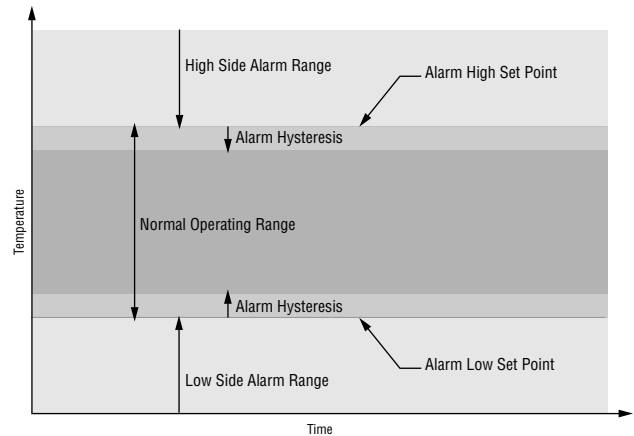 High Side Alarm Range
Alarm High Set Point
Alarm Hysteresis
Temperature
Normal Operating Range
Alarm Hysteresis
Alarm Low Set Point
Low Side Alarm Range
Time